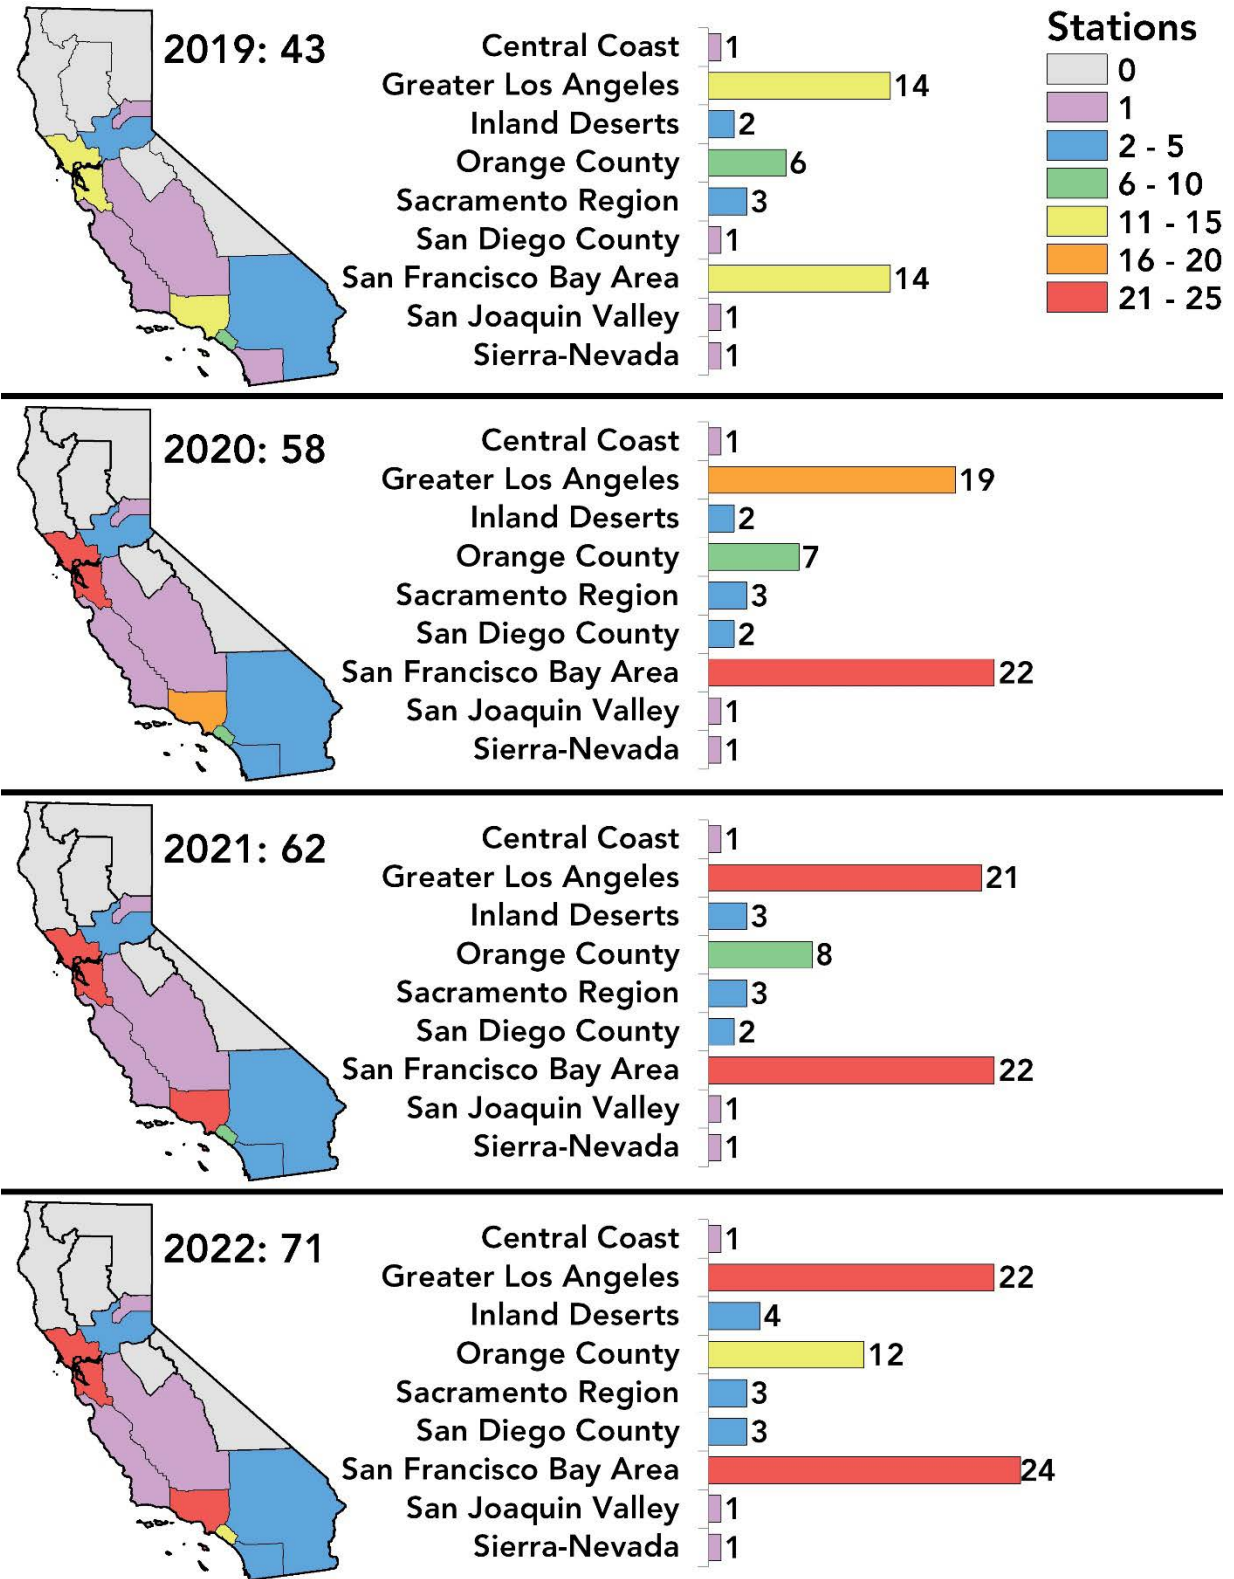 2019: 43
Central Coast 1
Greater Los Angeles 14
Inland Deserts 2
Orange County 6
Sacramento Region 3
San Diego County 1
San Francisco Bay Area 14
San Joaquin Valley 1
Sierra-Nevada 1
Stations
0
1
2 - 5
6 - 10
11 - 15
16 - 20
21 - 25
2020: 58
Central Coast 1
Greater Los Angeles 19
Inland Deserts 2
Orange County 7
Sacramento Region 3
San Diego County 2
San Francisco Bay Area 22
San Joaquin Valley 1
Sierra-Nevada 1
2021: 62
Central Coast 1
Greater Los Angeles 21
Inland Deserts 3
Orange County 8
Sacramento Region 3
San Diego County 2
San Francisco Bay Area 22
San Joaquin Valley 1
Sierra-Nevada 1
2022: 71
Central Coast 1
Greater Los Angeles 22
Inland Deserts 4
Orange County 12
Sacramento Region 3
San Diego County 3
San Francisco Bay Area 24
San Joaquin Valley 1
Sierra-Nevada 1